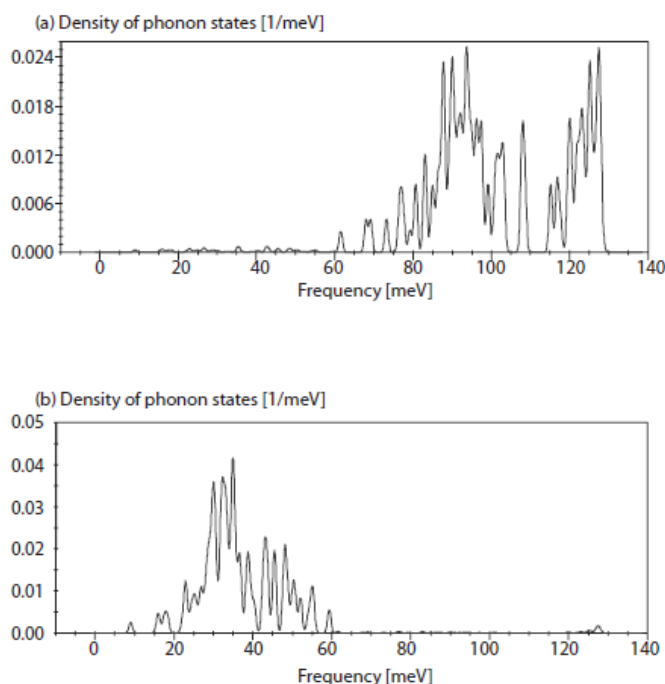 (a) Density of phonon states [1/meV]
0.024
0.018
0.012
0.006
0.000
0 20 40 60 80 100 120 140
Frequency [meV]
(b) Density of phonon states [1/meV]
0.05
0.04
0.03
0.02
0.01
0.00
0 20 40 60 80 100 120 140
Frequency [meV]